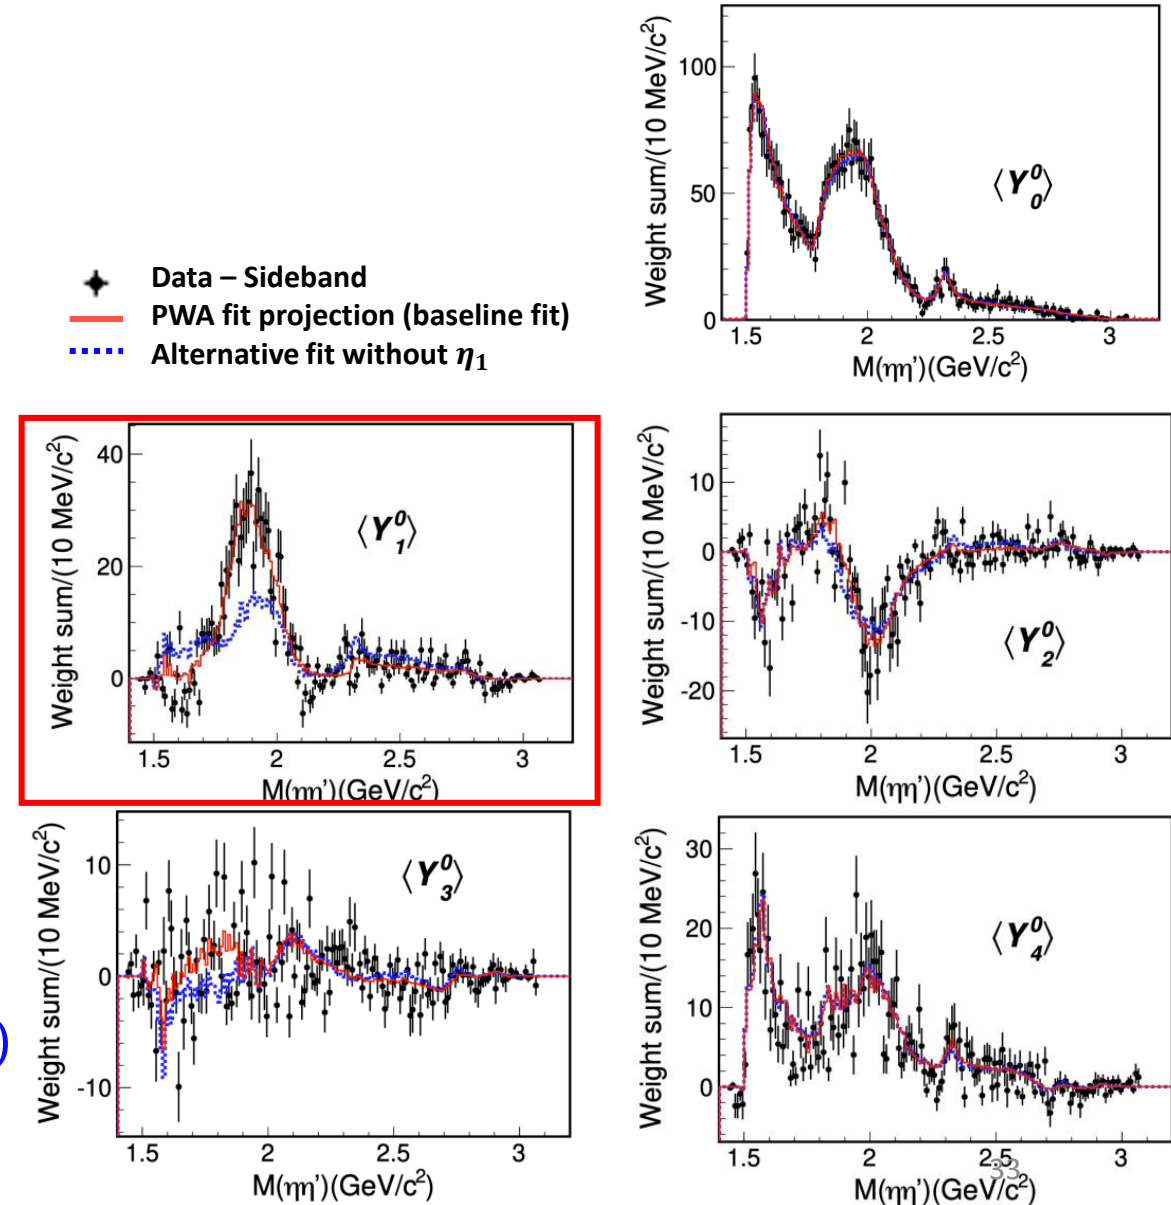 Weight sum/(10 MeV/c²)
100
50
0
⟨Y⁰₀⟩
1.5 2 2.5 3
M(ηη')(GeV/c²)
Data – Sideband
PWA fit projection (baseline fit)
Alternative fit without η₁
Weight sum/(10 MeV/c²)
40
20
0
⟨Y⁰₁⟩
1.5 2 2.5 3
M(ηη')(GeV/c²)
Weight sum/(10 MeV/c²)
10
0
-10
-20
⟨Y⁰₂⟩
1.5 2 2.5 3
M(ηη')(GeV/c²)
Weight sum/(10 MeV/c²)
10
0
-10
⟨Y⁰₃⟩
1.5 2 2.5 3
M(ηη')(GeV/c²)
)
Weight sum/(10 MeV/c²)
30
20
10
0
⟨Y⁰₄⟩
1.5 2 2.5 3
33
M(ηη')(GeV/c²)